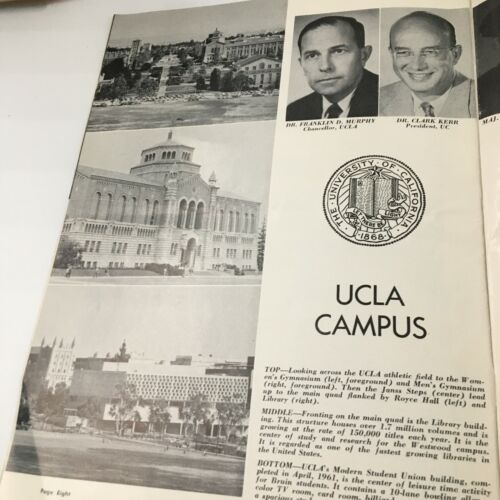 DR. FRANKLIN D. MURPHY
Chancellor, UCLA
DR. CLARK KERR
President, UC
MAJ.
THE UNIVERSITY OF CALIFORNIA
LET THERE BE LIGHT
1868
UCLA
CAMPUS
TOP—Looking across the UCLA athletic field to the Wom-
en's Gymnasium (left, foreground) and Men's Gymnasium
(right, foreground). Then the Janss Steps (center) lead
up to the main quad flanked by Royce Hall (left) and
Library (right).
MIDDLE—Fronting on the main quad is the Library build-
ing. This structure houses over 1.7 million volumes and is
growing at the rate of 150,000 titles each year. It is the
center of study and research for the Westwood campus.
It is regarded as one of the fastest growing libraries in
the United States.
BOTTOM—UCLA's Modern Student Union building, com-
pleted in April, 1961, is the center of leisure time activity
for Bruin students. It contains a 10-lane bowling alley,
color TV room, card room,
a spacious
Page Eight